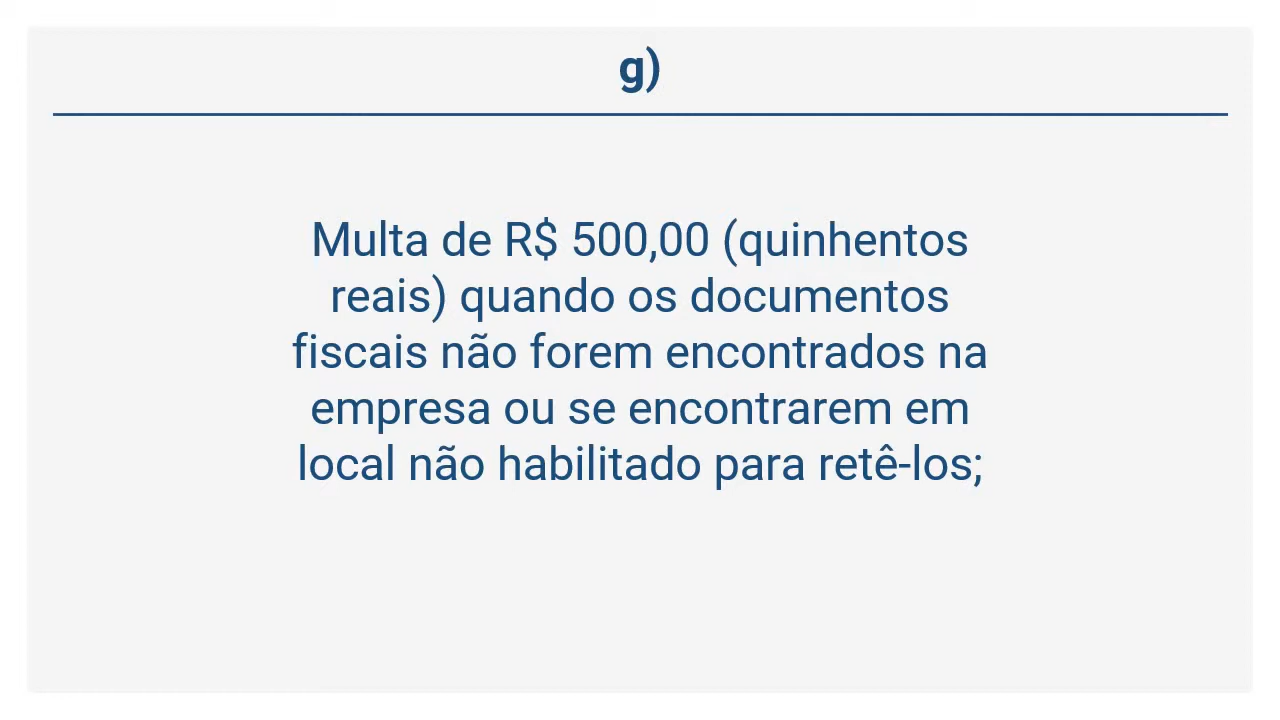 g)
Multa de R$ 500,00 (quinhentos
reais) quando os documentos
fiscais não forem encontrados na
empresa ou se encontrarem em
local não habilitado para retê-los;